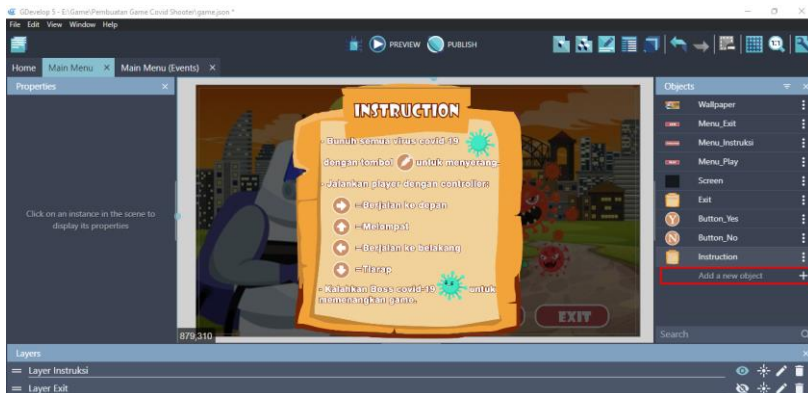 GDevelop 5 - E:\Game\Pembuatan Game Covid Shooter\game.json *
File Edit View Window Help
PREVIEW PUBLISH
Home Main Menu × Main Menu (Events) ×
Properties ×
Click on an instance in the scene to
display its properties
INSTRUCTION
- Bunuh semua virus covid 19
dengan tombol untuk menyerang.
- Jalankan player dengan controller:
=Berjalan ke depan
=Melompat
=Berjalan ke belakang
=Tiarap
- Kalahkan Boss covid-19 untuk
memenangkan game.
EXIT
879;310
Objects
Wallpaper
Menu_Exit
Menu_Instruksi
Menu_Play
Screen
Exit
Y Button_Yes
N Button_No
Instruction
Add a new object +
Search
Layers
Layer Instruksi
Layer Exit